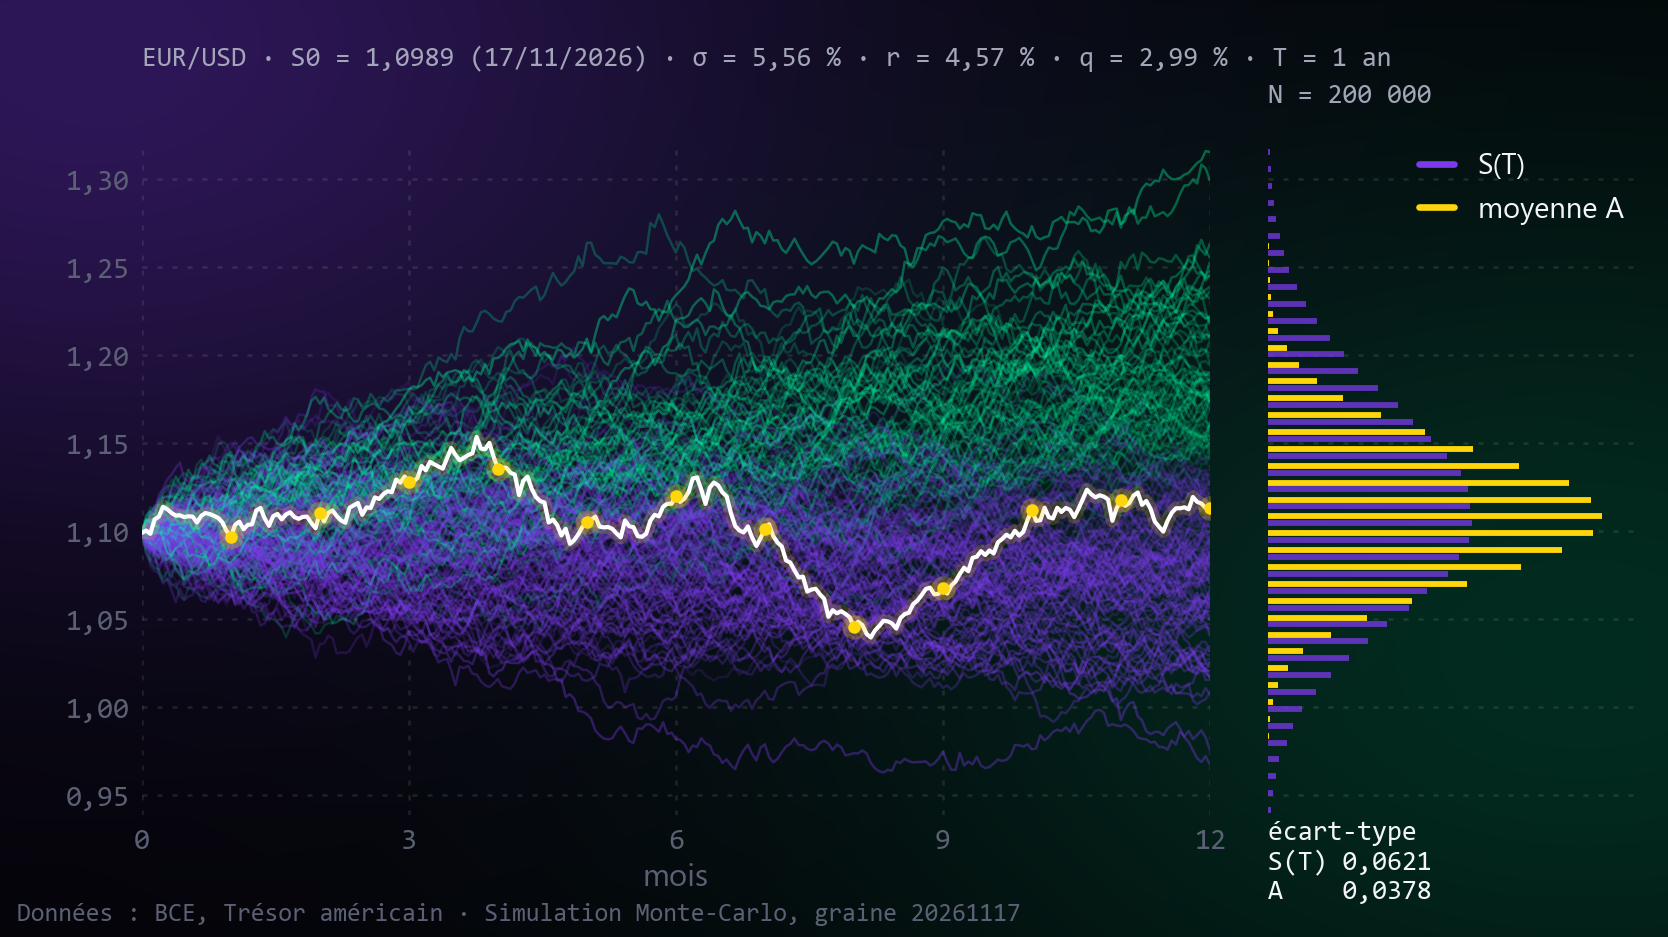 EUR/USD · S0 = 1,0989 (17/11/2026) · σ = 5,56 % · r = 4,57 % · q = 2,99 % · T = 1 an
N = 200 000
S(T)
moyenne A
1,30
1,25
1,20
1,15
1,10
1,05
1,00
0,95
0 3 6 9 12
mois
écart-type
S(T) 0,0621
A 0,0378
Données : BCE, Trésor américain · Simulation Monte-Carlo, graine 20261117